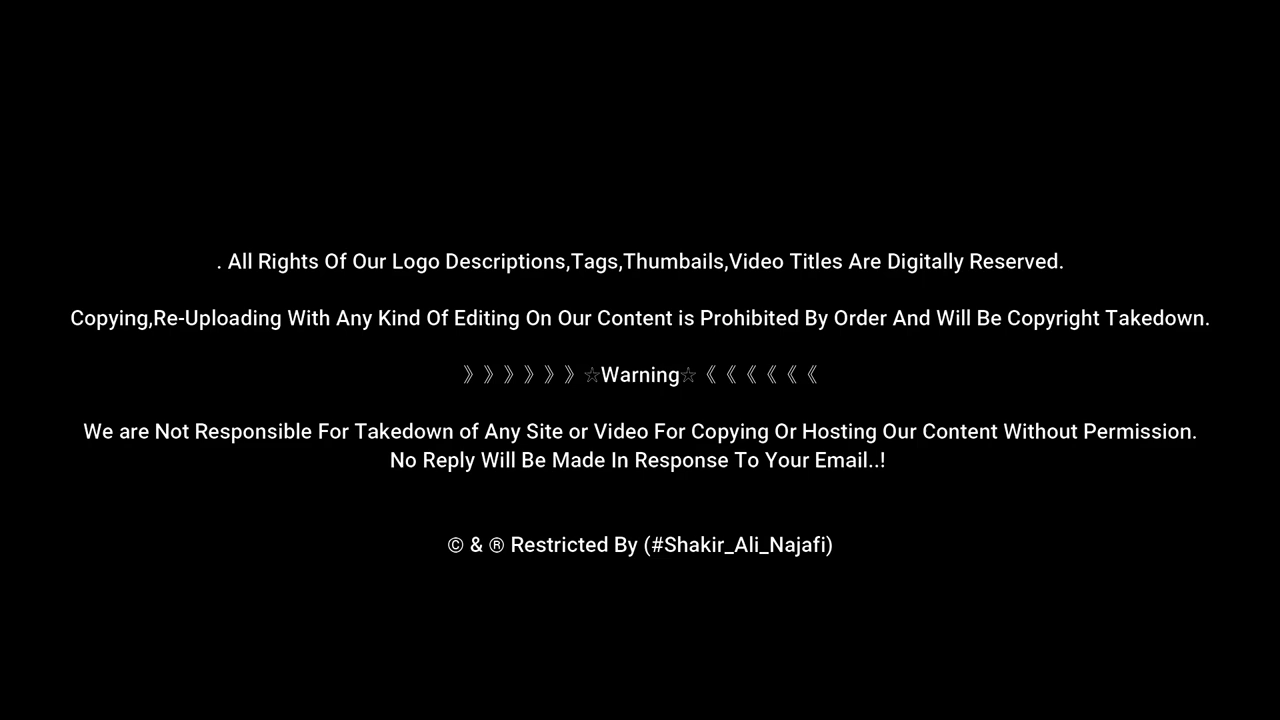 . All Rights Of Our Logo Descriptions,Tags,Thumbails,Video Titles Are Digitally Reserved.
Copying,Re-Uploading With Any Kind Of Editing On Our Content is Prohibited By Order And Will Be Copyright Takedown.
》》》》》》☆Warning☆《《《《《《
We are Not Responsible For Takedown of Any Site or Video For Copying Or Hosting Our Content Without Permission.
No Reply Will Be Made In Response To Your Email..!
© & ® Restricted By (#Shakir_Ali_Najafi)